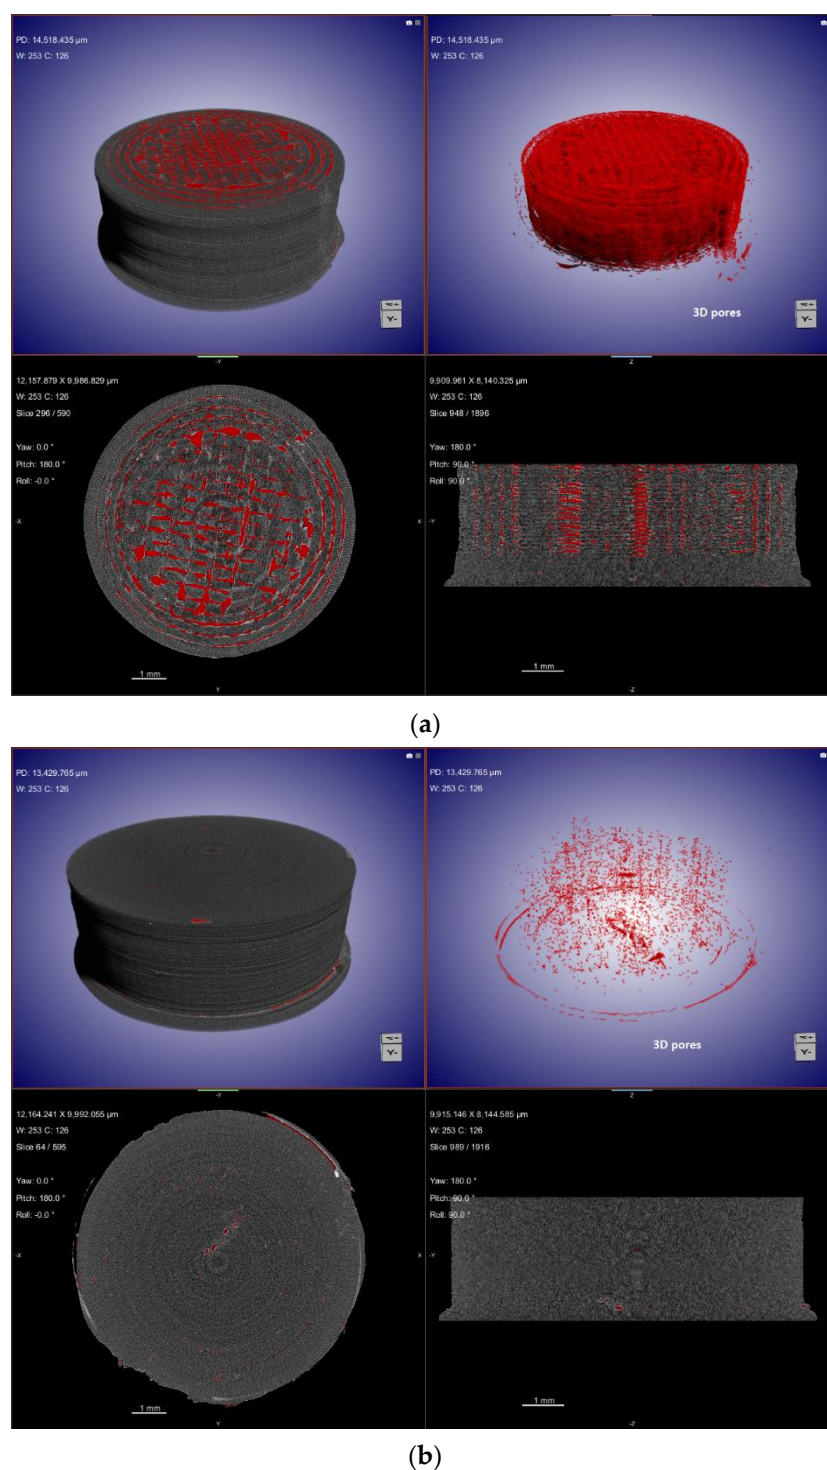 PD: 14,518.435 µm
W: 253 C: 126
Y-
PD: 14,518.435 µm
W: 253 C: 126
3D pores
Y-
-Y
12,157.879 X 9,986.829 µm
W: 253 C: 126
Slice 296 / 590
Yaw: 0.0 °
Pitch: 180.0 °
Roll: -0.0 °
-X
X
1 mm
Y
Z
9,909.961 X 8,140.325 µm
W: 253 C: 126
Slice 948 / 1896
Yaw: 180.0 °
Pitch: 90.0 °
Roll: 90.0 °
-Y
1 mm
-Z
(a)
PD: 13,429.765 µm
W: 253 C: 126
Y-
PD: 13,429.765 µm
W: 253 C: 126
3D pores
Y-
-Y
12,164.241 X 9,992.055 µm
W: 253 C: 126
Slice 64 / 595
Yaw: 0.0 °
Pitch: 180.0 °
Roll: -0.0 °
-X
X
1 mm
Y
Z
9,915.146 X 8,144.585 µm
W: 253 C: 126
Slice 989 / 1916
Yaw: 180.0 °
Pitch: 90.0 °
Roll: 90.0 °
-Y
1 mm
-Z
(b)